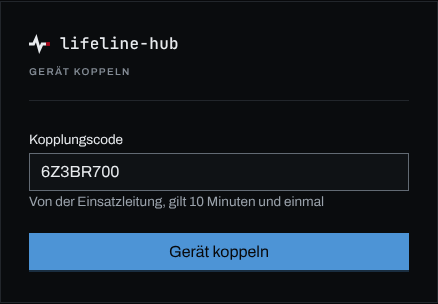 lifeline-hub
GERÄT KOPPELN
Kopplungscode
6Z3BR700
Von der Einsatzleitung, gilt 10 Minuten und einmal
Gerät koppeln